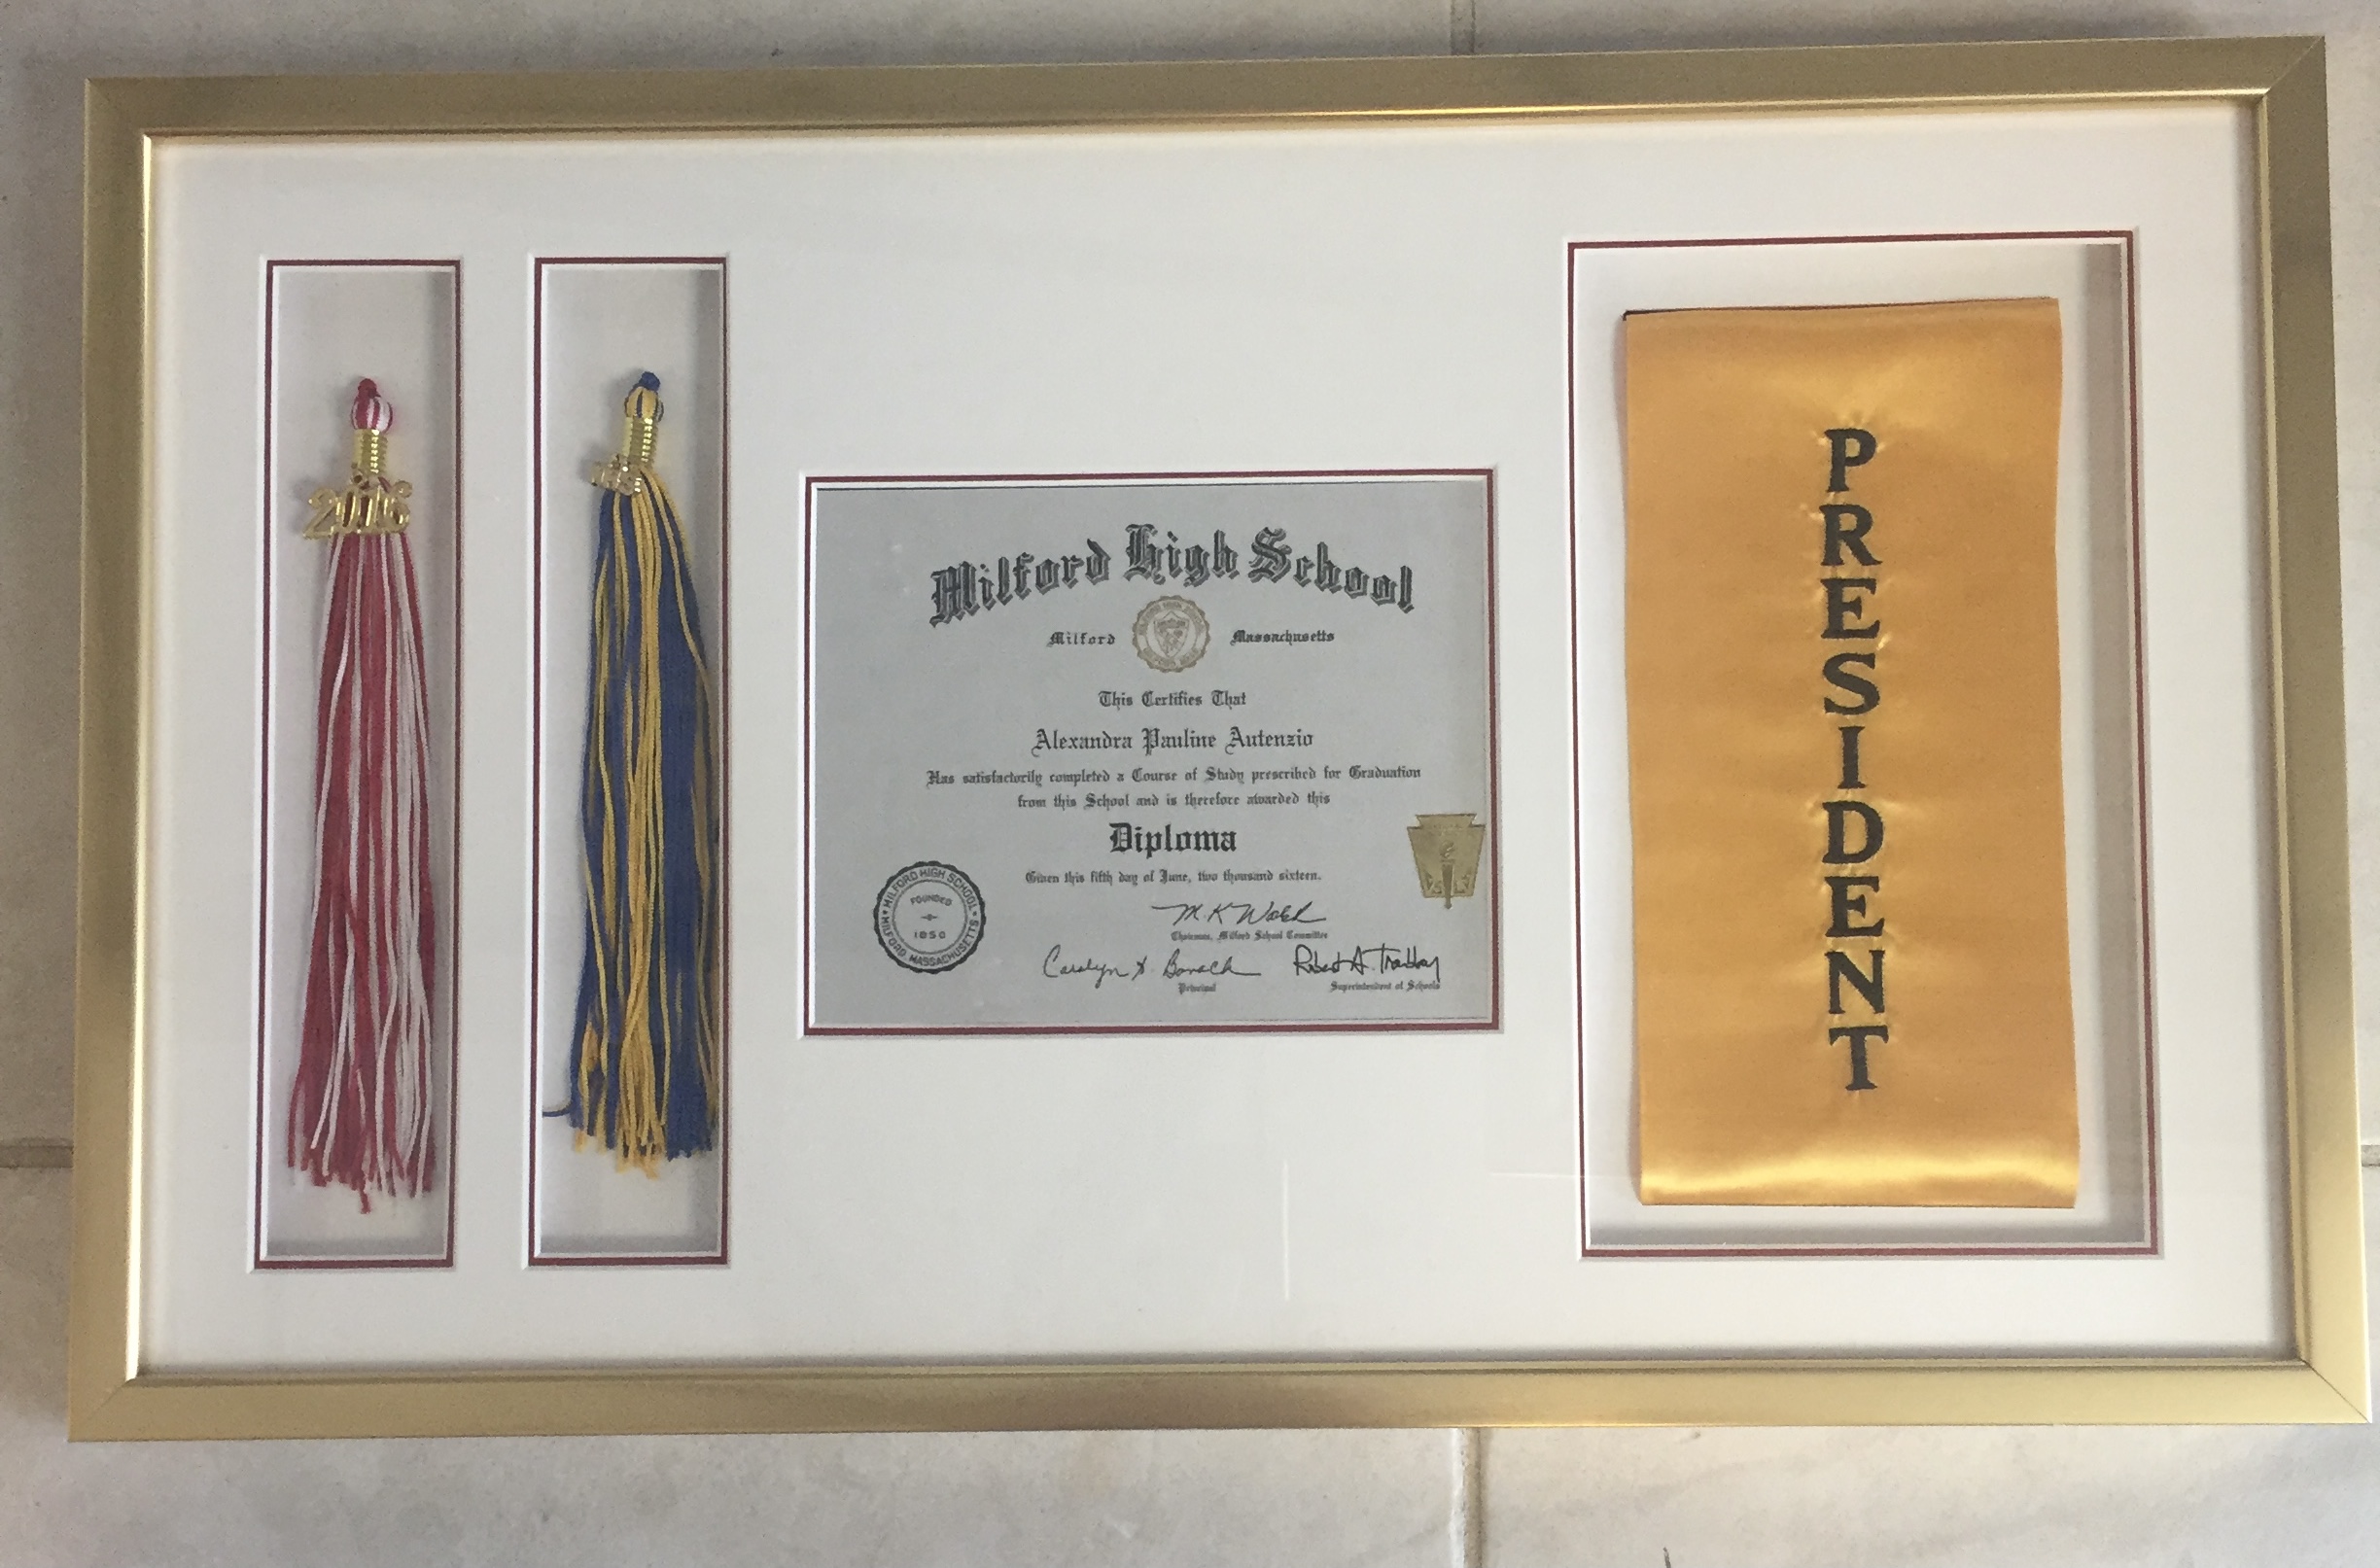 2016
Milford High School
Milford Massachusetts
This Certifies That
Alexandra Pauline Autenzio
Has satisfactorily completed a Course of Study prescribed for Graduation
from this School and is therefore awarded this
Diploma
Given this fifth day of June, two thousand sixteen.
MILFORD HIGH SCHOOL
MILFORD MASSACHUSETTS
FOUNDED
1850
M. K
Chairman, Milford School Committee
Carolyn
Principal
Robert A.
Superintendent of Schools
PRESIDENT